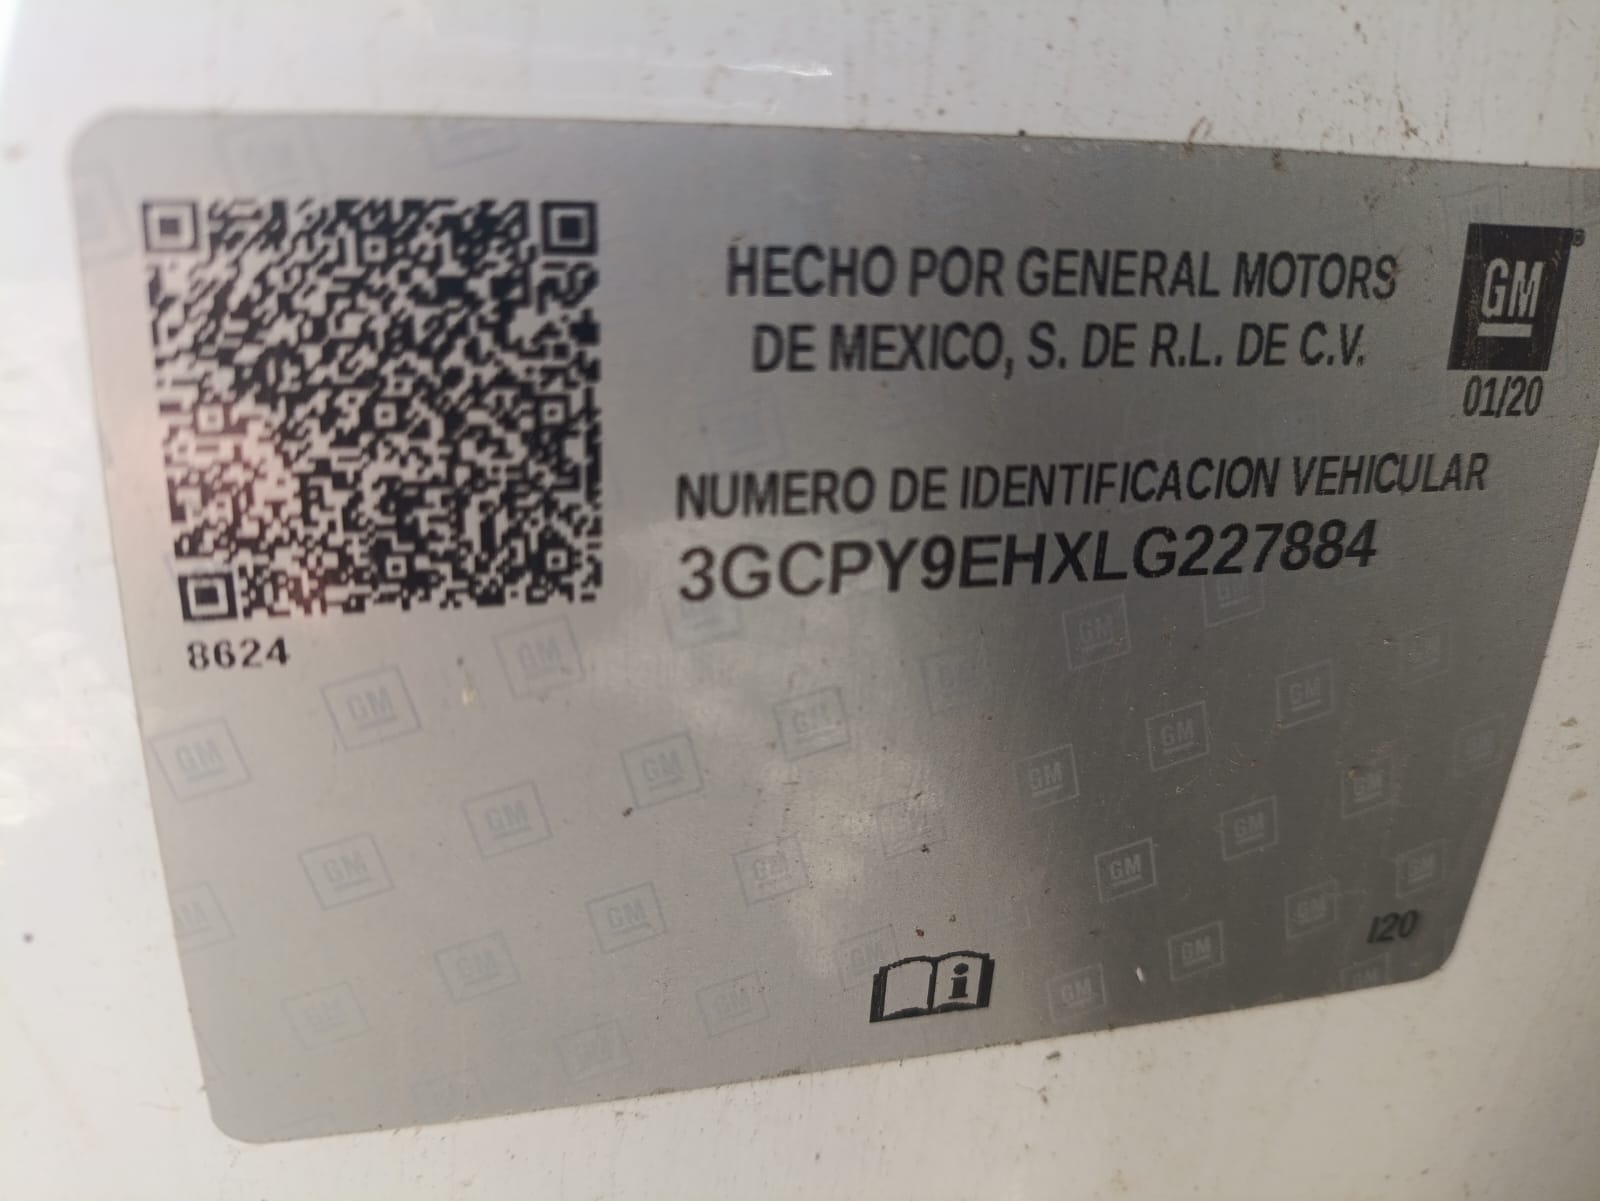 HECHO POR GENERAL MOTORS
DE MEXICO, S. DE R.L. DE C.V.
GM
01/20
NUMERO DE IDENTIFICACION VEHICULAR
3GCPY9EHXLG227884
8624
i
I20